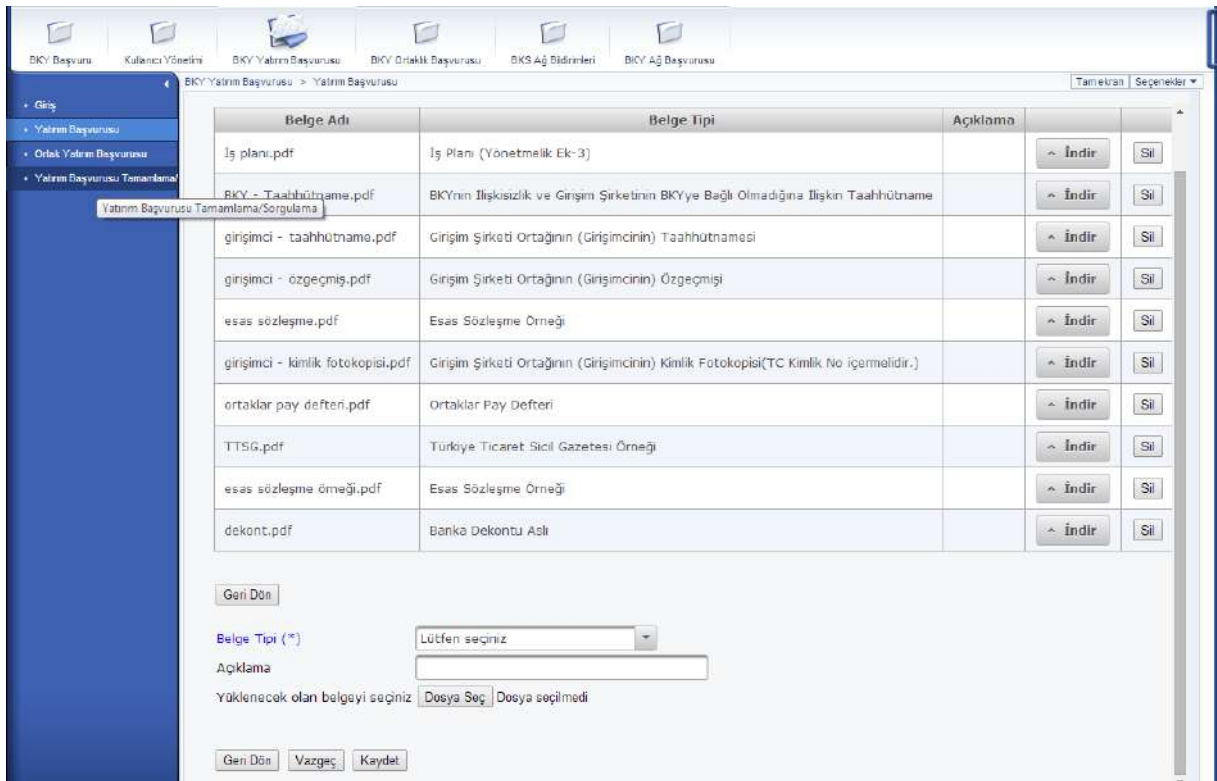 BKY Başvuru Kullanıcı Yönetimi BKY Yatırım Başvurusu BKY Ortaklık Başvurusu BKS Ağ Bildirimleri BKY Ağ Başvurusu
BKY Yatırım Başvurusu > Yatırım Başvurusu Tam ekran Seçenekler
Giriş
Yatırım Başvurusu
Ortak Yatırım Başvurusu
Yatırım Başvurusu Tamamlama/
Yatırım Başvurusu Tamamlama/Sorgulama
Belge Adı Belge Tipi Açıklama
İş planı.pdf İş Planı (Yönetmelik Ek-3) İndir Sil
BKY - Taahhütname.pdf BKYnin İlişkisizlik ve Girişim Şirketinin BKYye Bağlı Olmadığına İlişkin Taahhütname İndir Sil
girişimci - taahhütname.pdf Girişim Şirketi Ortağının (Girişimcinin) Taahhütnamesi İndir Sil
girişimci - özgeçmiş.pdf Girişim Şirketi Ortağının (Girişimcinin) Özgeçmişi İndir Sil
esas sözleşme.pdf Esas Sözleşme Örneği İndir Sil
girişimci - kimlik fotokopisi.pdf Girişim Şirketi Ortağının (Girişimcinin) Kimlik Fotokopisi(TC Kimlik No içermelidir.) İndir Sil
ortaklar pay defteri.pdf Ortaklar Pay Defteri İndir Sil
TTSG.pdf Türkiye Ticaret Sicil Gazetesi Örneği İndir Sil
esas sözleşme örneği.pdf Esas Sözleşme Örneği İndir Sil
dekont.pdf Banka Dekontu Aslı İndir Sil
Geri Dön
Belge Tipi (*) Lütfen seçiniz
Açıklama
Yüklenecek olan belgeyi seçiniz Dosya Seç Dosya seçilmedi
Geri Dön Vazgeç Kaydet